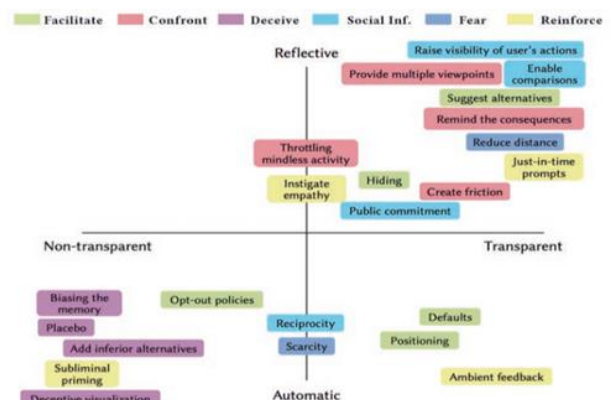 Facilitate Confront Deceive Social Inf. Fear Reinforce
Reflective
Raise visibility of user's actions
Provide multiple viewpoints
Enable
comparisons
Suggest alternatives
Remind the consequences
Reduce distance
Throttling
mindless activity
Just-in-time
prompts
Instigate
empathy
Hiding
Create friction
Public commitment
Non-transparent
Transparent
Biasing the
memory
Opt-out policies
Placebo
Reciprocity
Defaults
Add inferior alternatives
Scarcity
Positioning
Subliminal
priming
Ambient feedback
Deceptive visualization
Automatic